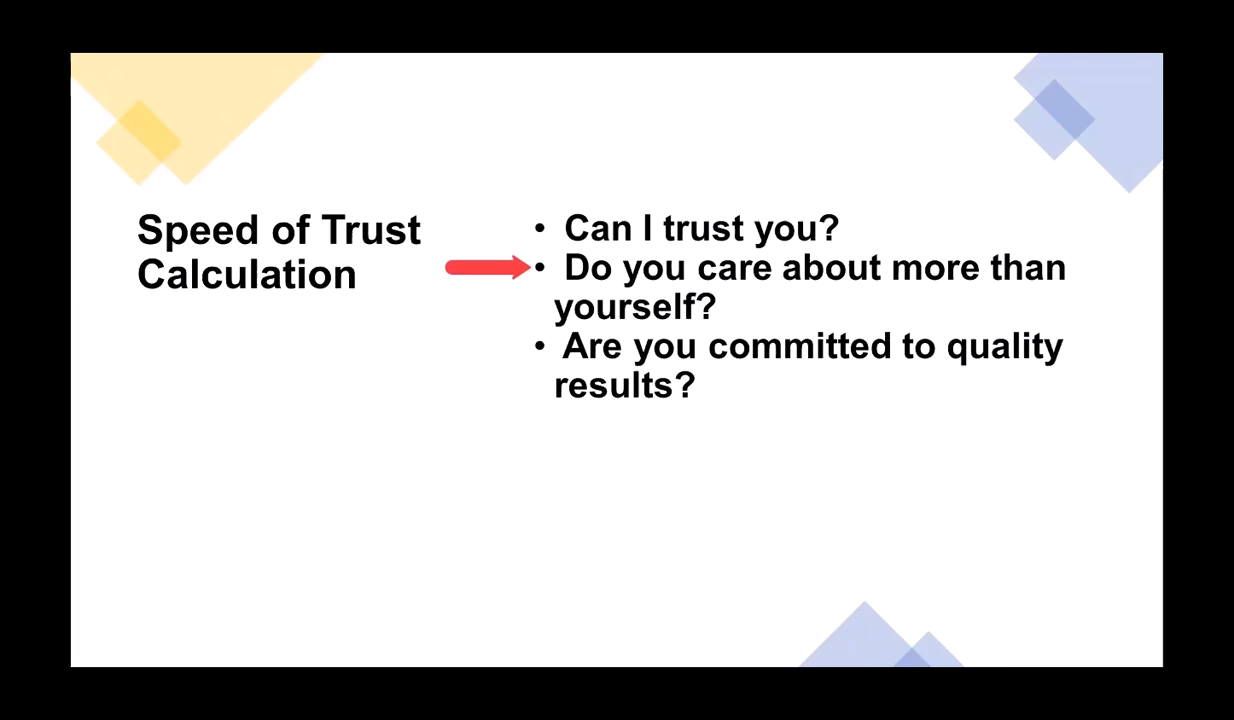 Speed of Trust
Calculation
• Can I trust you?
• Do you care about more than
yourself?
• Are you committed to quality
results?